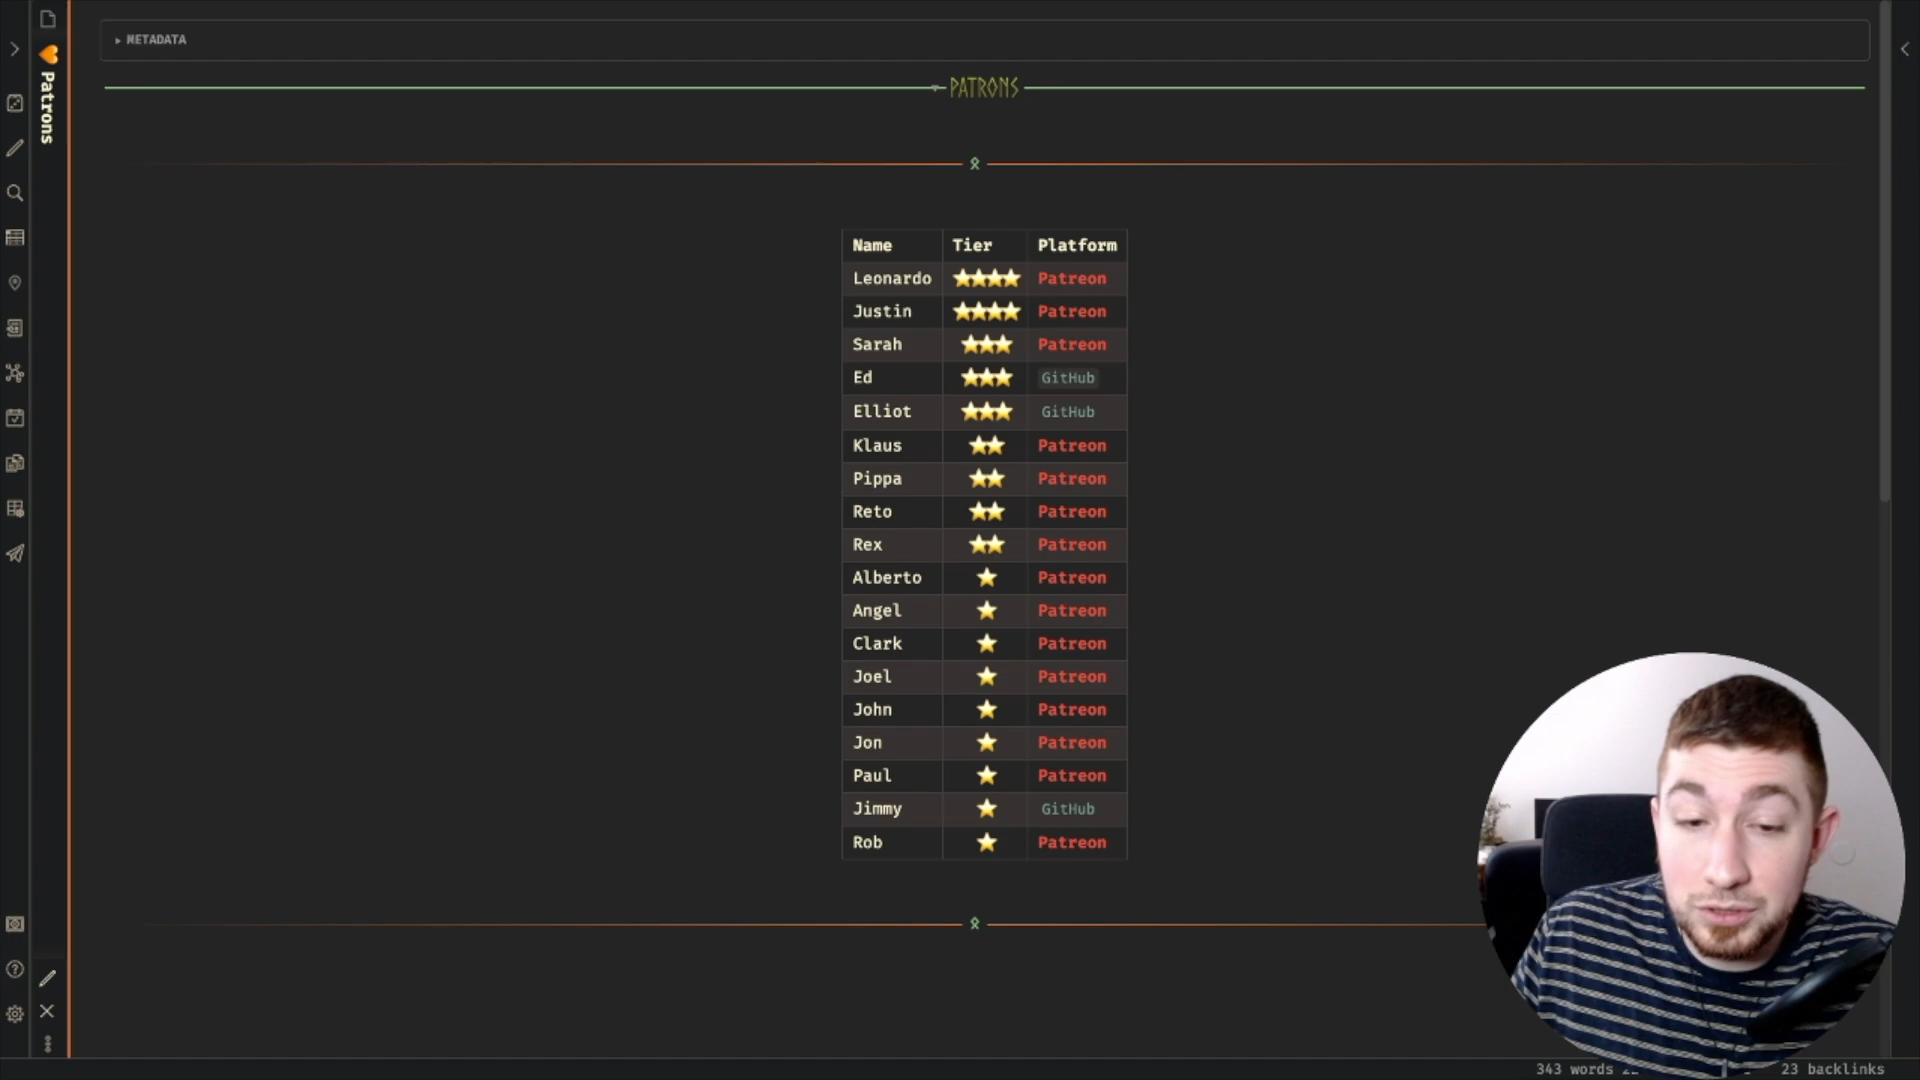 METADATA
Patrons
PATRONS
Name Tier Platform
Leonardo Patreon
Justin Patreon
Sarah Patreon
Ed GitHub
Elliot GitHub
Klaus Patreon
Pippa Patreon
Reto Patreon
Rex Patreon
Alberto Patreon
Angel Patreon
Clark Patreon
Joel Patreon
John Patreon
Jon Patreon
Paul Patreon
Jimmy GitHub
Rob Patreon
343 words 23 backlinks